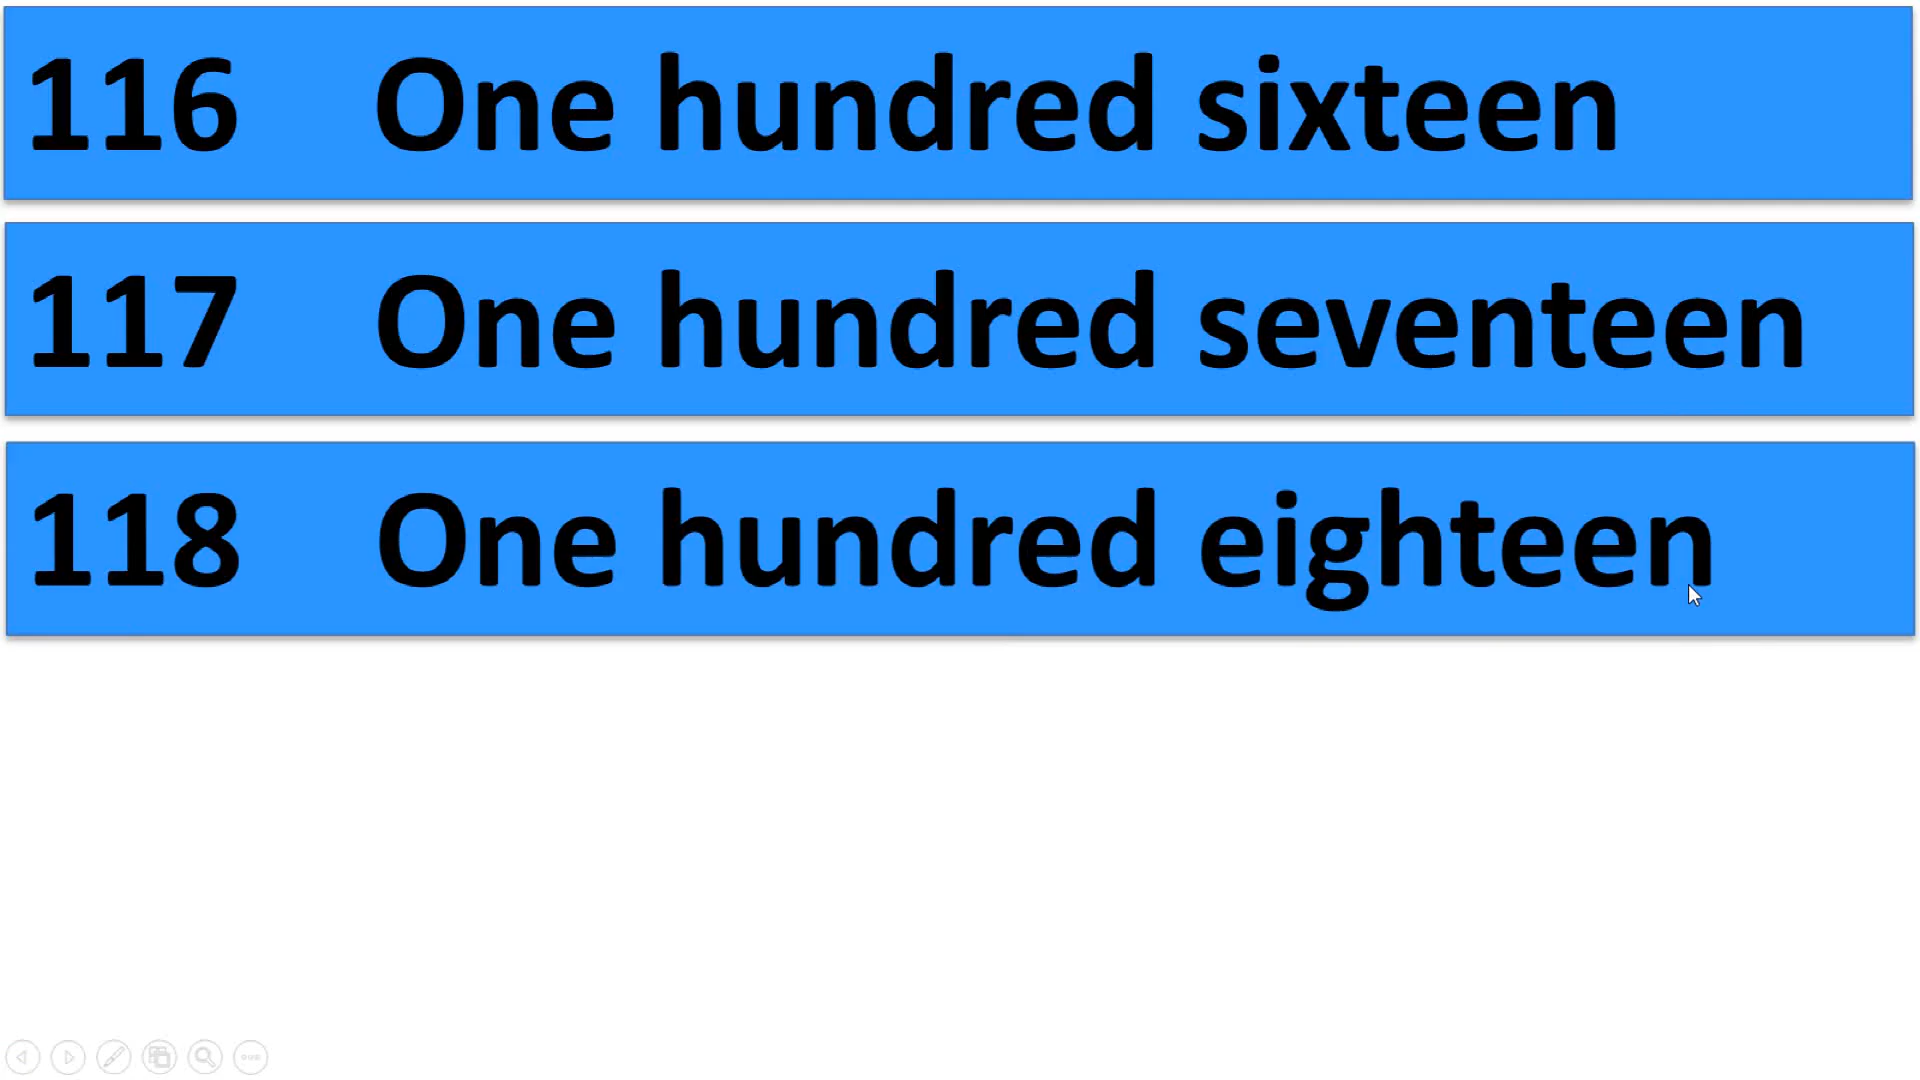 116 One hundred sixteen
117 One hundred seventeen
118 One hundred eighteen